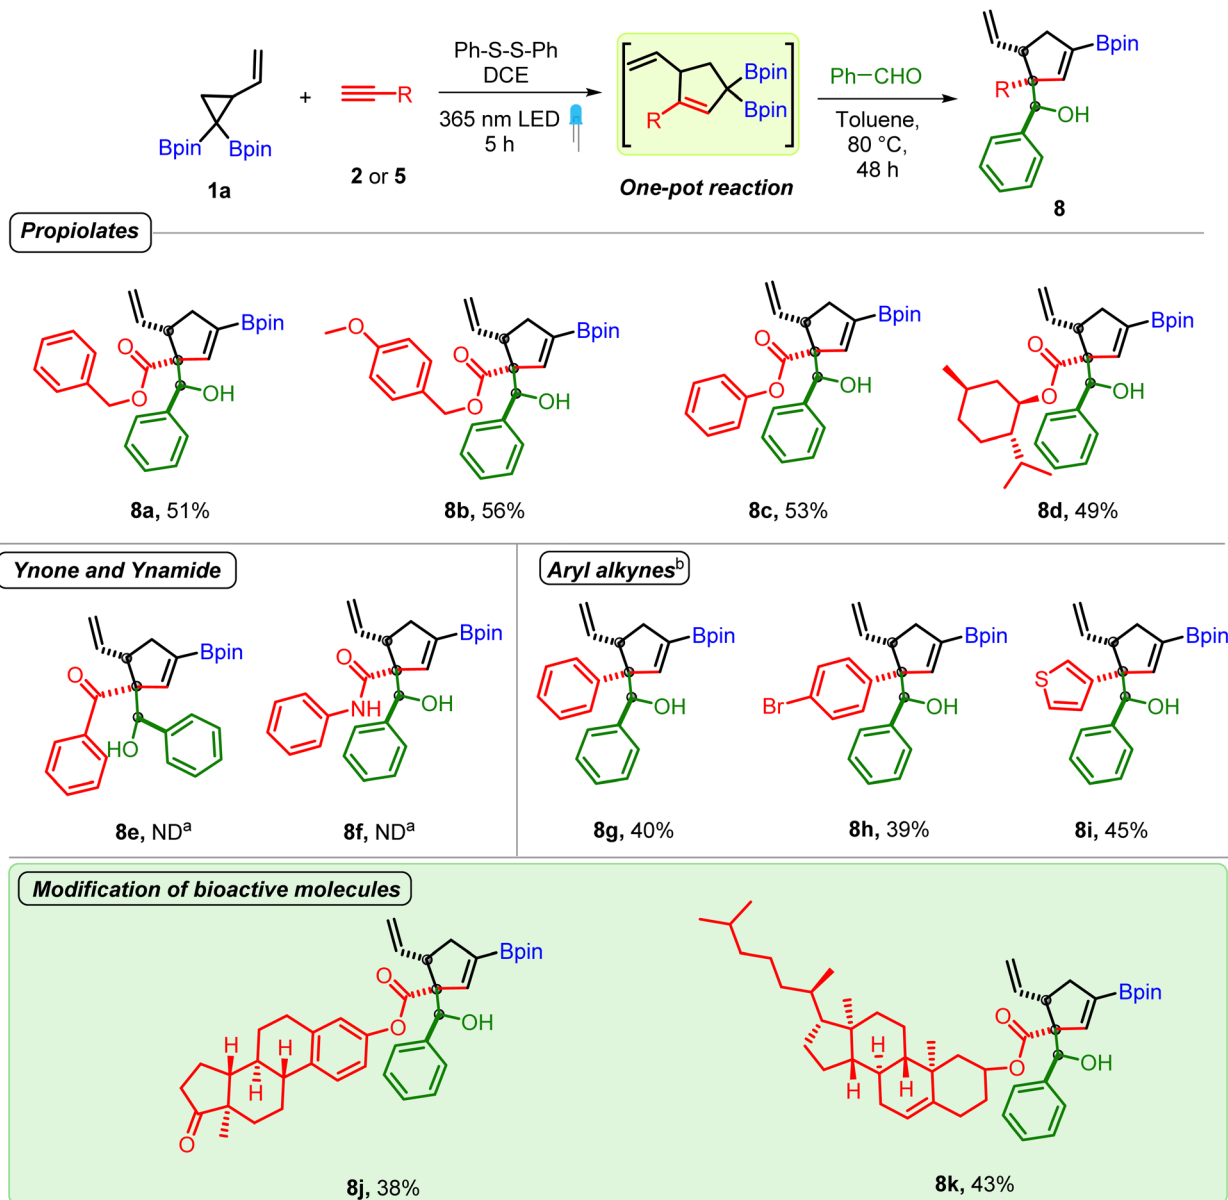 Ph-S-S-Ph
DCE
365 nm LED
5 h
+
R
Bpin
Bpin
1a
2 or 5
Bpin
Bpin
R
One-pot reaction
Ph–CHO
Toluene,
80 °C,
48 h
Bpin
R
OH
8
Propiolates
Bpin
O
O
OH
8a, 51%
O
Bpin
O
O
OH
8b, 56%
Bpin
O
O
OH
8c, 53%
Bpin
O
O
OH
8d, 49%
Ynone and Ynamide
Bpin
O
HO
8e, NDa
Bpin
O
NH
OH
8f, NDa
Aryl alkynesb
Bpin
OH
8g, 40%
Bpin
Br
OH
8h, 39%
Bpin
S
OH
8i, 45%
Modification of bioactive molecules
Bpin
O
O
OH
H
H
H
O
8j, 38%
Bpin
O
O
OH
H
H
H
8k, 43%